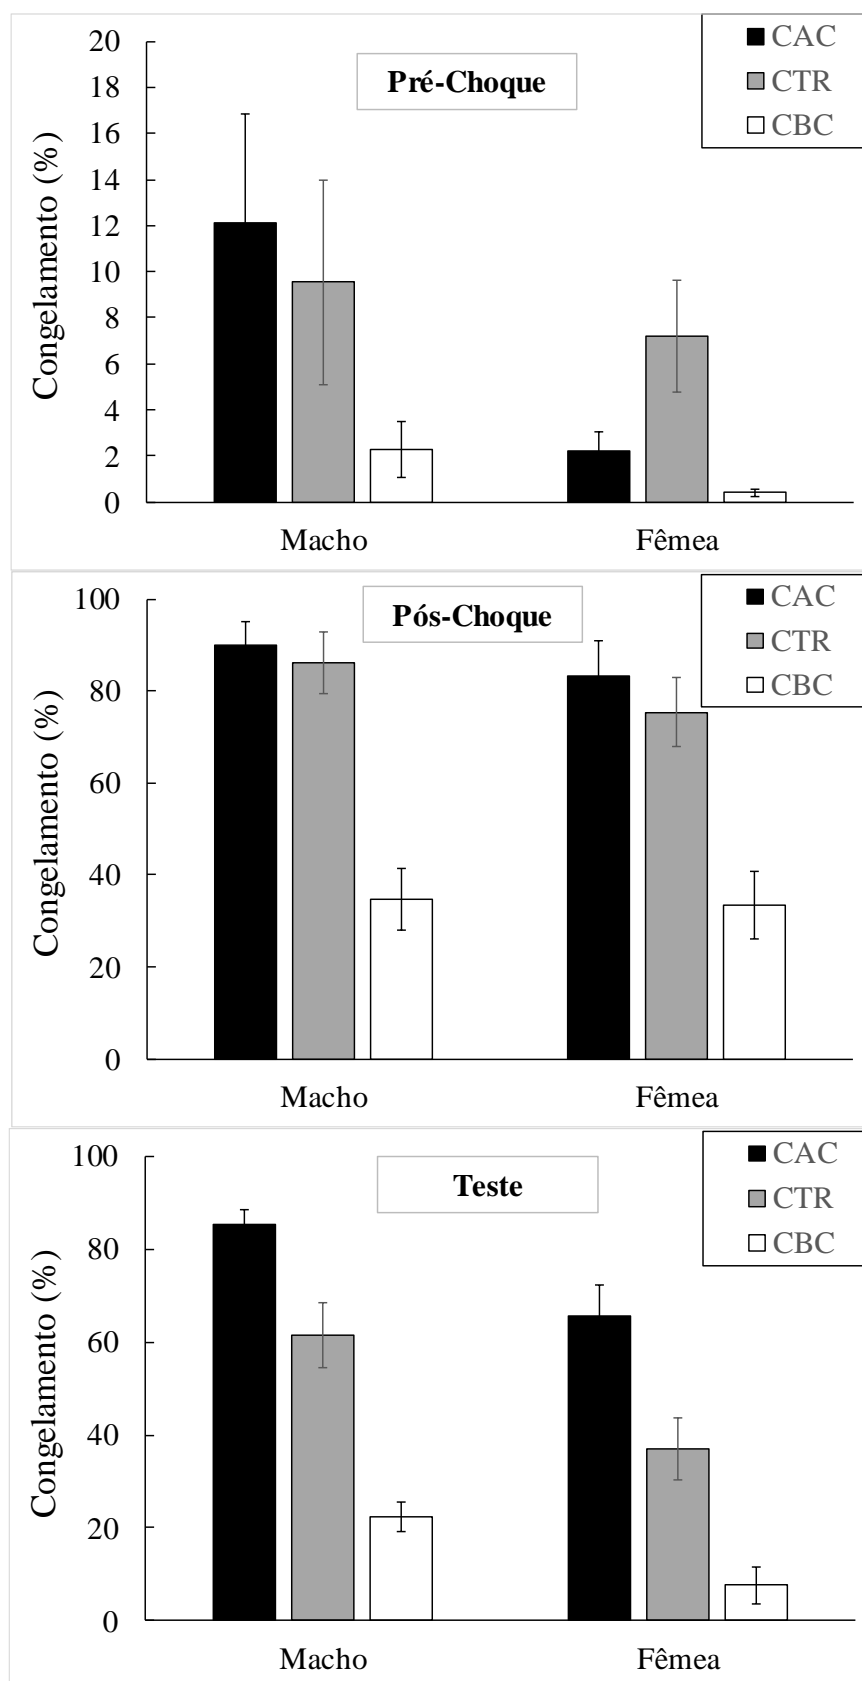 Pré-Choque
CAC
CTR
CBC
Congelamento (%)
20
18
16
14
12
10
8
6
4
2
0
Macho Fêmea
Pós-Choque
CAC
CTR
CBC
Congelamento (%)
100
80
60
40
20
0
Macho Fêmea
Teste
CAC
CTR
CBC
Congelamento (%)
100
80
60
40
20
0
Macho Fêmea